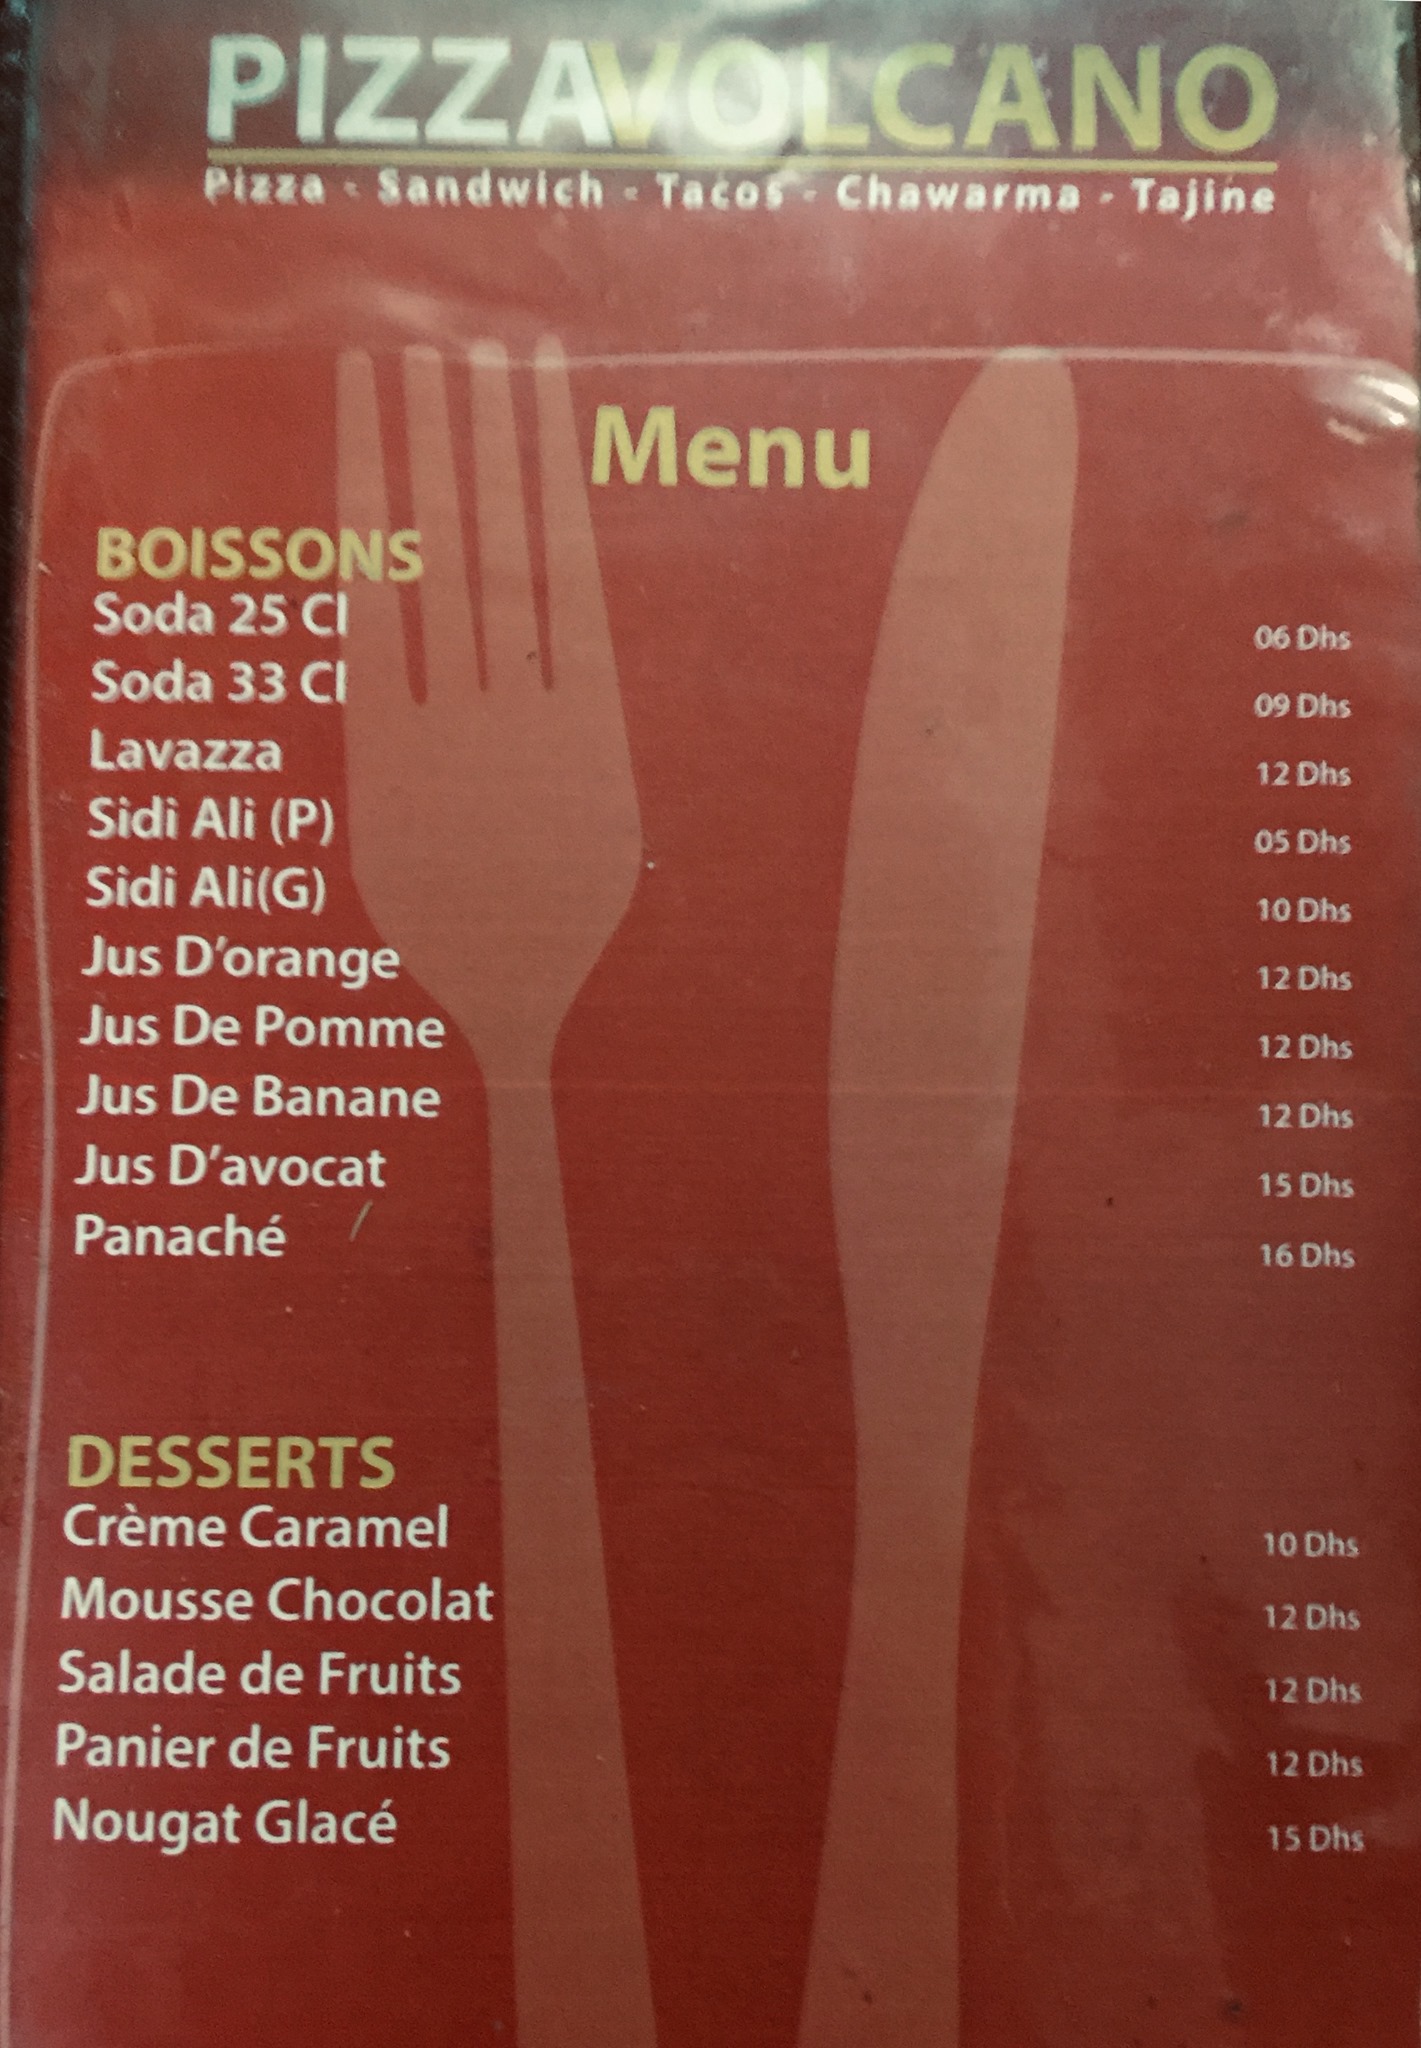 PIZZAVOLCANO
Pizza - Sandwich - Tacos - Chawarma - Tajine
Menu
BOISSONS
Soda 25 Cl 06 Dhs
Soda 33 Cl 09 Dhs
Lavazza 12 Dhs
Sidi Ali (P) 05 Dhs
Sidi Ali(G) 10 Dhs
Jus D'orange 12 Dhs
Jus De Pomme 12 Dhs
Jus De Banane 12 Dhs
Jus D'avocat 15 Dhs
Panaché 16 Dhs
DESSERTS
Crème Caramel 10 Dhs
Mousse Chocolat 12 Dhs
Salade de Fruits 12 Dhs
Panier de Fruits 12 Dhs
Nougat Glacé 15 Dhs